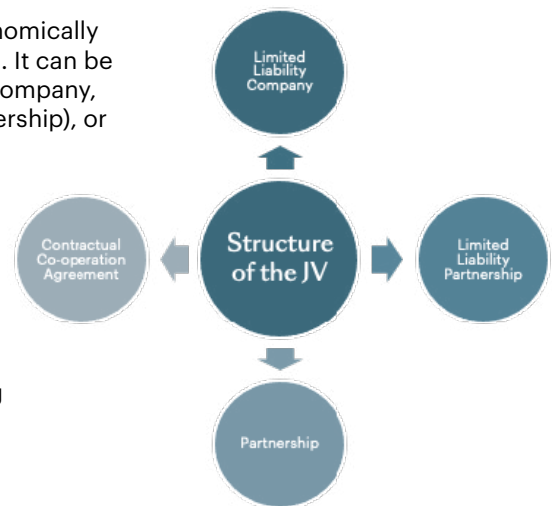 nomically
. It can be
ompany,
ership), or
Limited
Liability
Company
Contractual
Co-operation
Agreement
Structure
of the JV
Limited
Liability
Partnership
Partnership